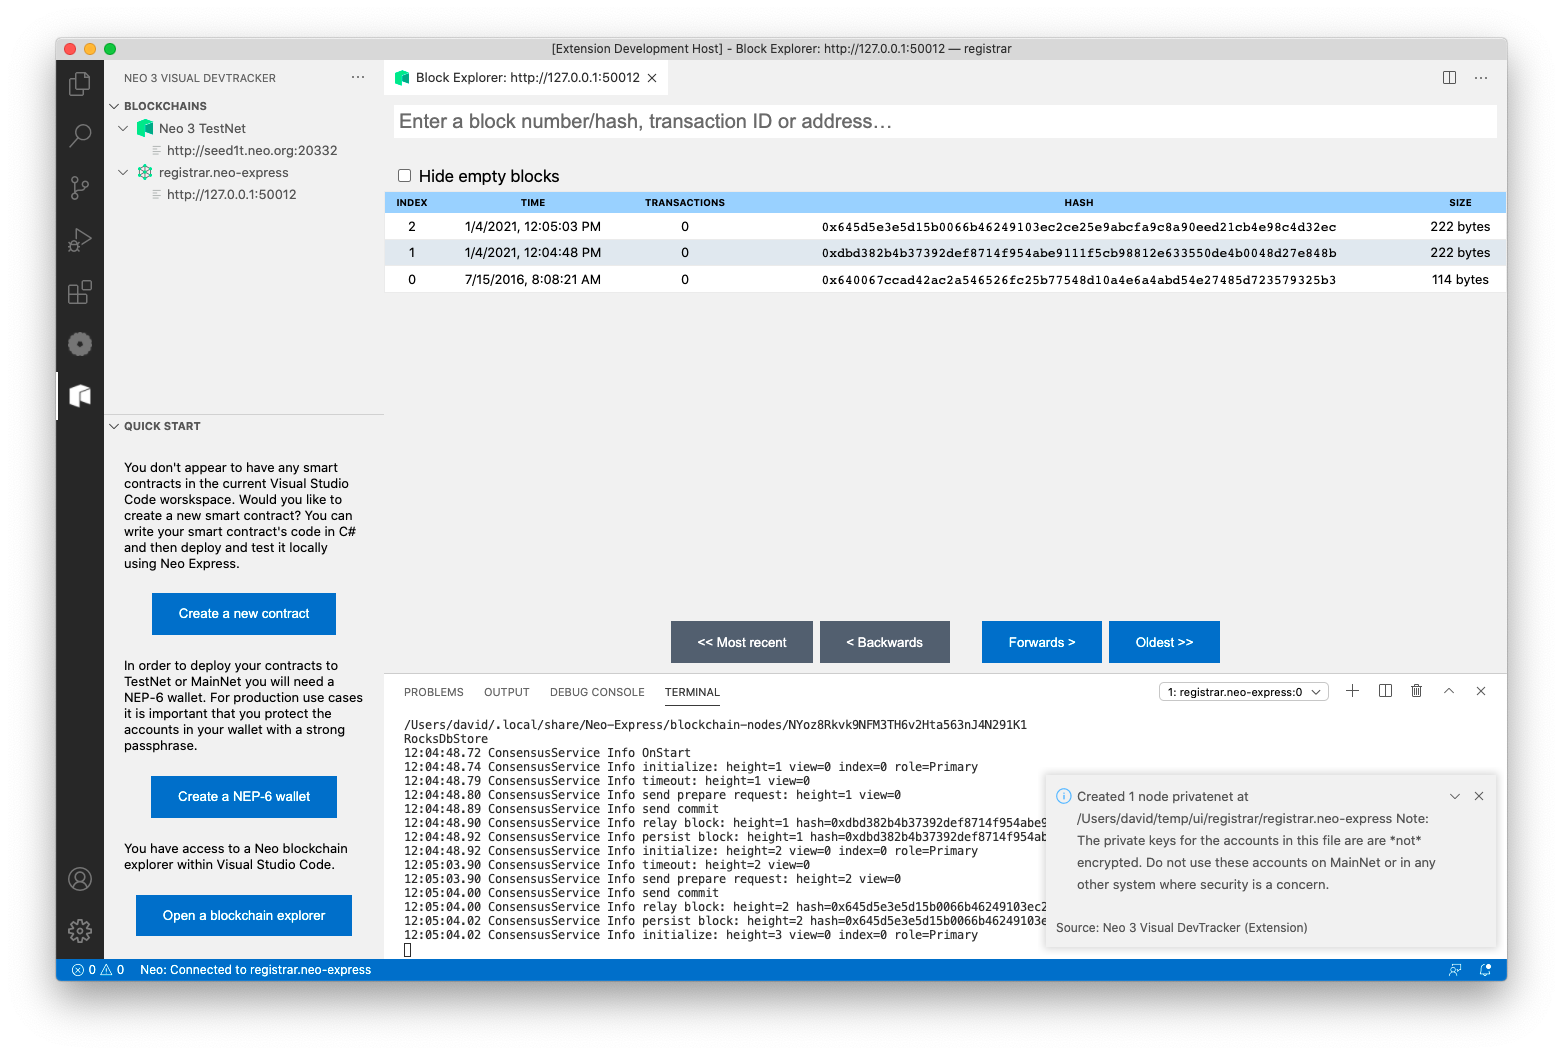 [Extension Development Host] - Block Explorer: http://127.0.0.1:50012 — registrar
NEO 3 VISUAL DEVTRACKER
BLOCKCHAINS
Neo 3 TestNet
http://seed1t.neo.org:20332
registrar.neo-express
http://127.0.0.1:50012
QUICK START
You don't appear to have any smart
contracts in the current Visual Studio
Code worskspace. Would you like to
create a new smart contract? You can
write your smart contract's code in C#
and then deploy and test it locally
using Neo Express.
Create a new contract
In order to deploy your contracts to
TestNet or MainNet you will need a
NEP-6 wallet. For production use cases
it is important that you protect the
accounts in your wallet with a strong
passphrase.
Create a NEP-6 wallet
You have access to a Neo blockchain
explorer within Visual Studio Code.
Open a blockchain explorer
Block Explorer: http://127.0.0.1:50012
Enter a block number/hash, transaction ID or address…
Hide empty blocks
INDEX TIME TRANSACTIONS HASH SIZE
2 1/4/2021, 12:05:03 PM 0 0x645d5e3e5d15b0066b46249103ec2ce25e9abcfa9c8a90eed21cb4e98c4d32ec 222 bytes
1 1/4/2021, 12:04:48 PM 0 0xdbd382b4b37392def8714f954abe9111f5cb98812e633550de4b0048d27e848b 222 bytes
0 7/15/2016, 8:08:21 AM 0 0x640067ccad42ac2a546526fc25b77548d10a4e6a4abd54e27485d723579325b3 114 bytes
<< Most recent < Backwards Forwards > Oldest >>
PROBLEMS OUTPUT DEBUG CONSOLE TERMINAL 1: registrar.neo-express:0
/Users/david/.local/share/Neo-Express/blockchain-nodes/NYoz8Rkvk9NFM3TH6v2Hta563nJ4N291K1
RocksDbStore
12:04:48.72 ConsensusService Info OnStart
12:04:48.74 ConsensusService Info initialize: height=1 view=0 index=0 role=Primary
12:04:48.79 ConsensusService Info timeout: height=1 view=0
12:04:48.80 ConsensusService Info send prepare request: height=1 view=0
12:04:48.89 ConsensusService Info send commit
12:04:48.90 ConsensusService Info relay block: height=1 hash=0xdbd382b4b37392def8714f954abe9
12:04:48.92 ConsensusService Info persist block: height=1 hash=0xdbd382b4b37392def8714f954ab
12:04:48.92 ConsensusService Info initialize: height=2 view=0 index=0 role=Primary
12:05:03.90 ConsensusService Info timeout: height=2 view=0
12:05:03.90 ConsensusService Info send prepare request: height=2 view=0
12:05:04.00 ConsensusService Info send commit
12:05:04.00 ConsensusService Info relay block: height=2 hash=0x645d5e3e5d15b0066b46249103ec2
12:05:04.02 ConsensusService Info persist block: height=2 hash=0x645d5e3e5d15b0066b46249103e
12:05:04.02 ConsensusService Info initialize: height=3 view=0 index=0 role=Primary
Created 1 node privatenet at
/Users/david/temp/ui/registrar/registrar.neo-express Note:
The private keys for the accounts in this file are are *not*
encrypted. Do not use these accounts on MainNet or in any
other system where security is a concern.
Source: Neo 3 Visual DevTracker (Extension)
0 0 Neo: Connected to registrar.neo-express